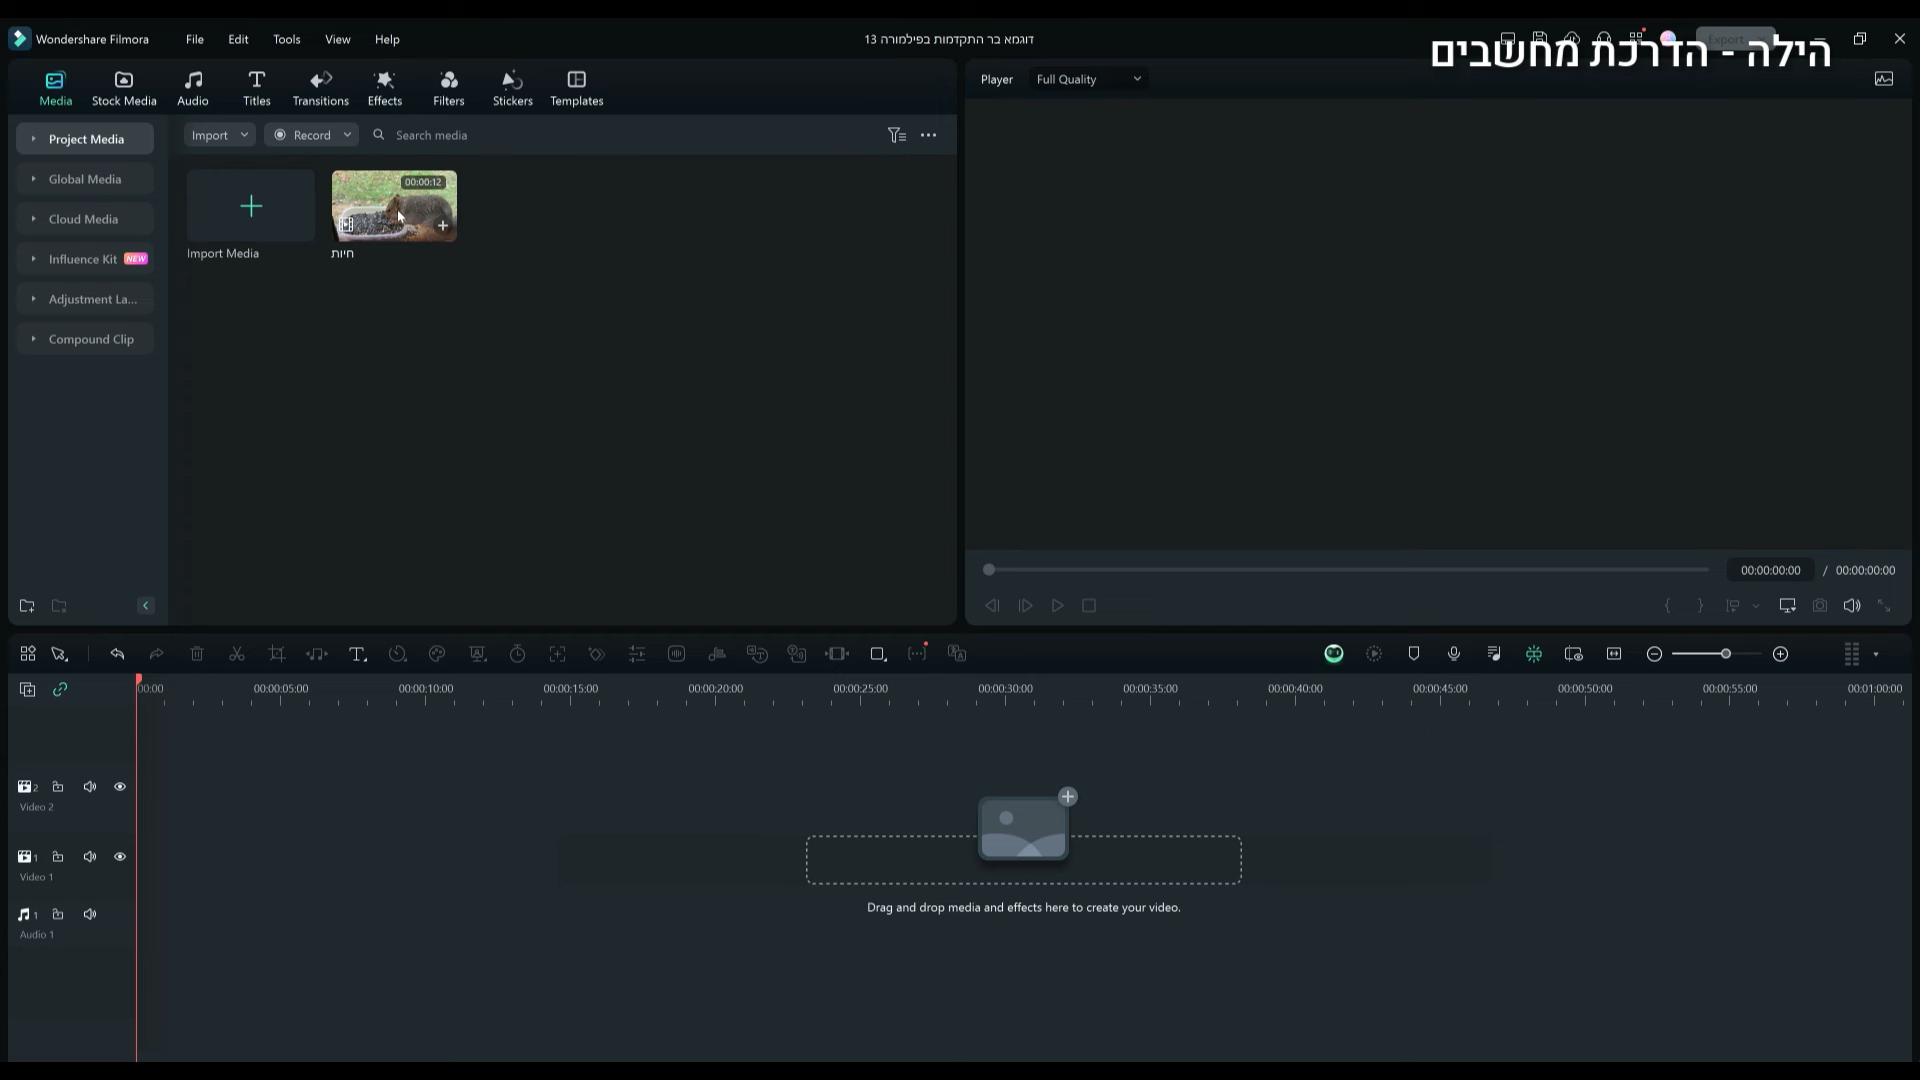 Wondershare Filmora File Edit Tools View Help
דוגמא בר התקדמות בפילמורה 13
Export
הילה - הדרכת מחשבים
Media Stock Media Audio Titles Transitions Effects Filters Stickers Templates
Player Full Quality
Project Media
Global Media
Cloud Media
Influence Kit NEW
Adjustment La...
Compound Clip
Import Record Search media
00:00:12
Import Media
חיות
00:00:00:00 / 00:00:00:00
00:00 00:00:05:00 00:00:10:00 00:00:15:00 00:00:20:00 00:00:25:00 00:00:30:00 00:00:35:00 00:00:40:00 00:00:45:00 00:00:50:00 00:00:55:00 00:01:00:00
2
Video 2
1
Video 1
1
Audio 1
Drag and drop media and effects here to create your video.